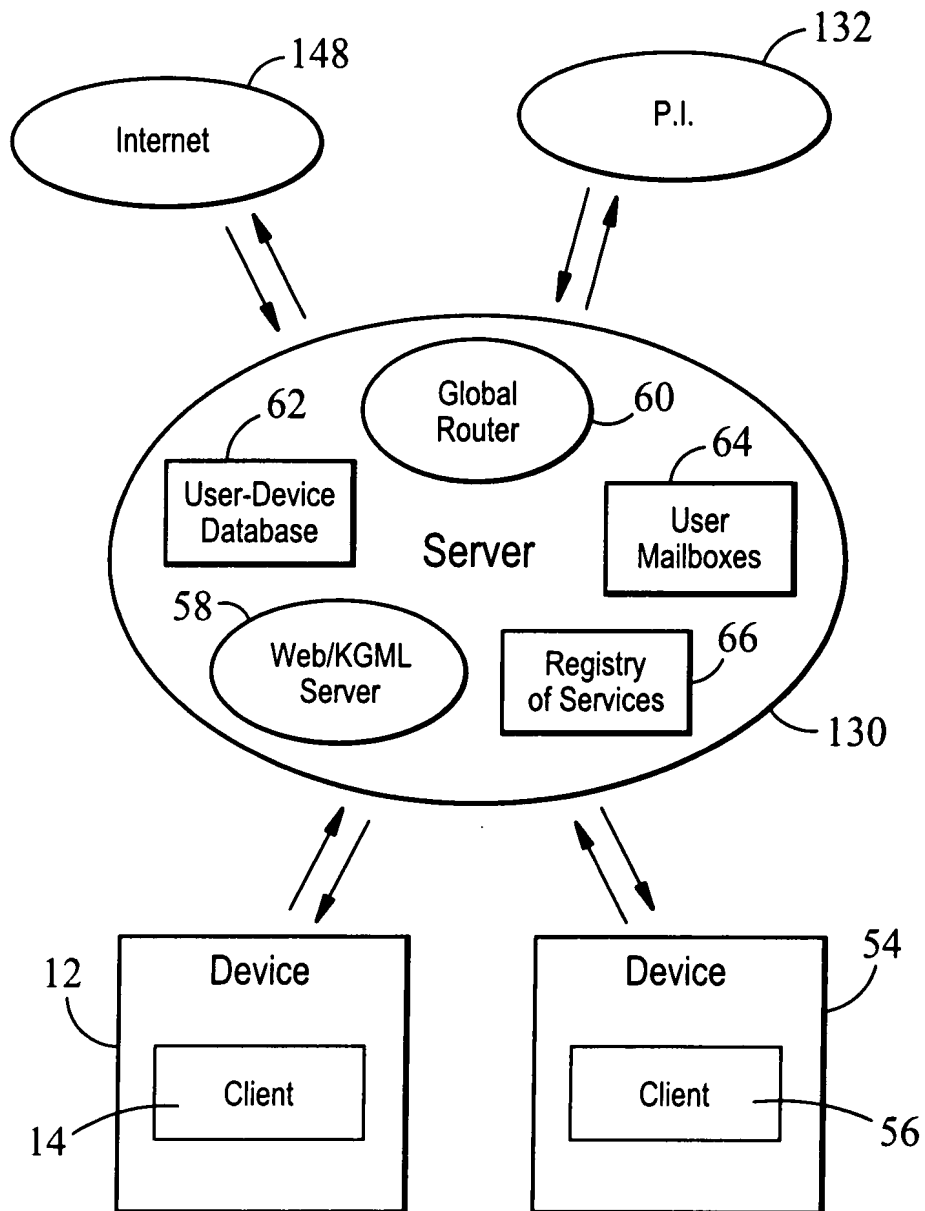 148
132
Internet
P.I.
Global
Router
60
62
64
User-Device
Database
User
Mailboxes
Server
58
Web/KGML
Server
66
Registry
of Services
130
12
Device
Device
54
Client
14
Client
56